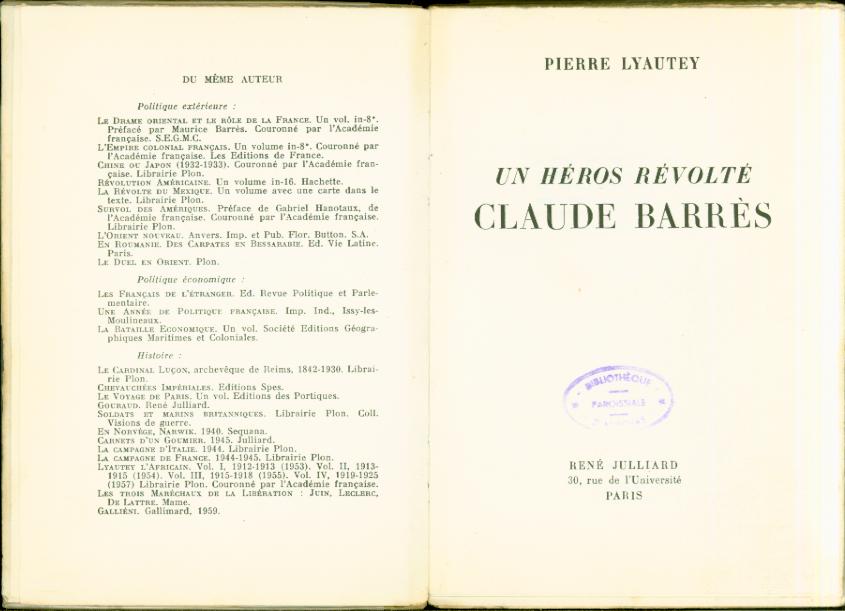 DU MÊME AUTEUR
Politique extérieure :
LE DRAME ORIENTAL ET LE RÔLE DE LA FRANCE. Un vol. in-8°.
Préfacé par Maurice Barrès. Couronné par l'Académie
française. S.E.G.M.C.
L'EMPIRE COLONIAL FRANÇAIS. Un volume in-8°. Couronné par
l'Académie française. Les Editions de France.
CHINE OU JAPON (1932-1933). Couronné par l'Académie fran-
çaise. Librairie Plon.
RÉVOLUTION AMÉRICAINE. Un volume in-16. Hachette.
LA RÉVOLTE DU MEXIQUE. Un volume avec une carte dans le
texte. Librairie Plon.
SURVOL DES AMÉRIQUES. Préface de Gabriel Hanotaux, de
l'Académie française. Couronné par l'Académie française.
Librairie Plon.
L'ORIENT NOUVEAU. Anvers. Imp. et Pub. Flor. Button. S.A.
EN ROUMANIE. DES CARPATES EN BESSARABIE. Ed. Vie Latine.
Paris.
LE DUEL EN ORIENT. Plon.
Politique économique :
LES FRANÇAIS DE L'ÉTRANGER. Ed. Revue Politique et Parle-
mentaire.
UNE ANNÉE DE POLITIQUE FRANÇAISE. Imp. Ind., Issy-les-
Moulineaux.
LA BATAILLE ECONOMIQUE. Un vol. Société Editions Géogra-
phiques Maritimes et Coloniales.
Histoire :
LE CARDINAL LUÇON, archevêque de Reims, 1842-1930. Librai-
rie Plon.
CHEVAUCHÉES IMPÉRIALES. Editions Spes.
LE VOYAGE DE PARIS. Un vol. Editions des Portiques.
GOURAUD. René Julliard.
SOLDATS ET MARINS BRITANNIQUES. Librairie Plon. Coll.
Visions de guerre.
EN NORVÈGE, NARWIK. 1940. Sequana.
CARNETS D'UN GOUMIER. 1945. Julliard.
LA CAMPAGNE D'ITALIE. 1944. Librairie Plon.
LA CAMPAGNE DE FRANCE. 1944-1945. Librairie Plon.
LYAUTEY L'AFRICAIN. Vol. I, 1912-1913 (1953). Vol. II, 1913-
1915 (1954). Vol. III, 1915-1918 (1955). Vol. IV, 1919-1925
(1957) Librairie Plon. Couronné par l'Académie française.
LES TROIS MARÉCHAUX DE LA LIBÉRATION : JUIN, LECLERC,
DE LATTRE. Mame.
GALLIÉNI. Gallimard, 1959.
PIERRE LYAUTEY
UN HÉROS RÉVOLTÉ
CLAUDE BARRÈS
BIBLIOTHÈQUE
PAROISSIALE
RENÉ JULLIARD
30, rue de l'Université
PARIS